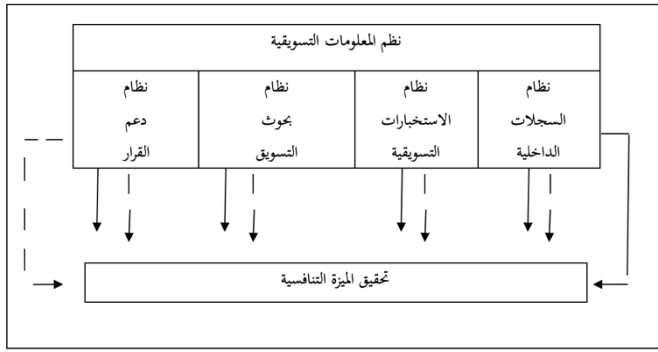 نظم المعلومات التسويقية
نظام
السجلات
الداخلية
نظام
الاستخبارات
التسويقية
نظام
بحوث
التسويق
نظام
دعم
القرار
تحقيق الميزة التنافسية